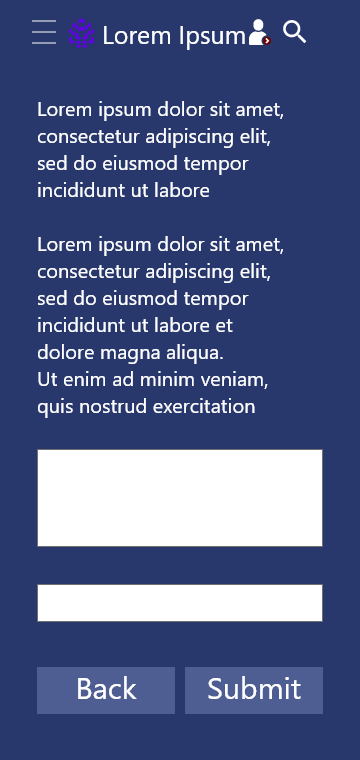 Lorem Ipsum
Lorem ipsum dolor sit amet,
consectetur adipiscing elit,
sed do eiusmod tempor
incididunt ut labore
Lorem ipsum dolor sit amet,
consectetur adipiscing elit,
sed do eiusmod tempor
incididunt ut labore et
dolore magna aliqua.
Ut enim ad minim veniam,
quis nostrud exercitation
Back Submit